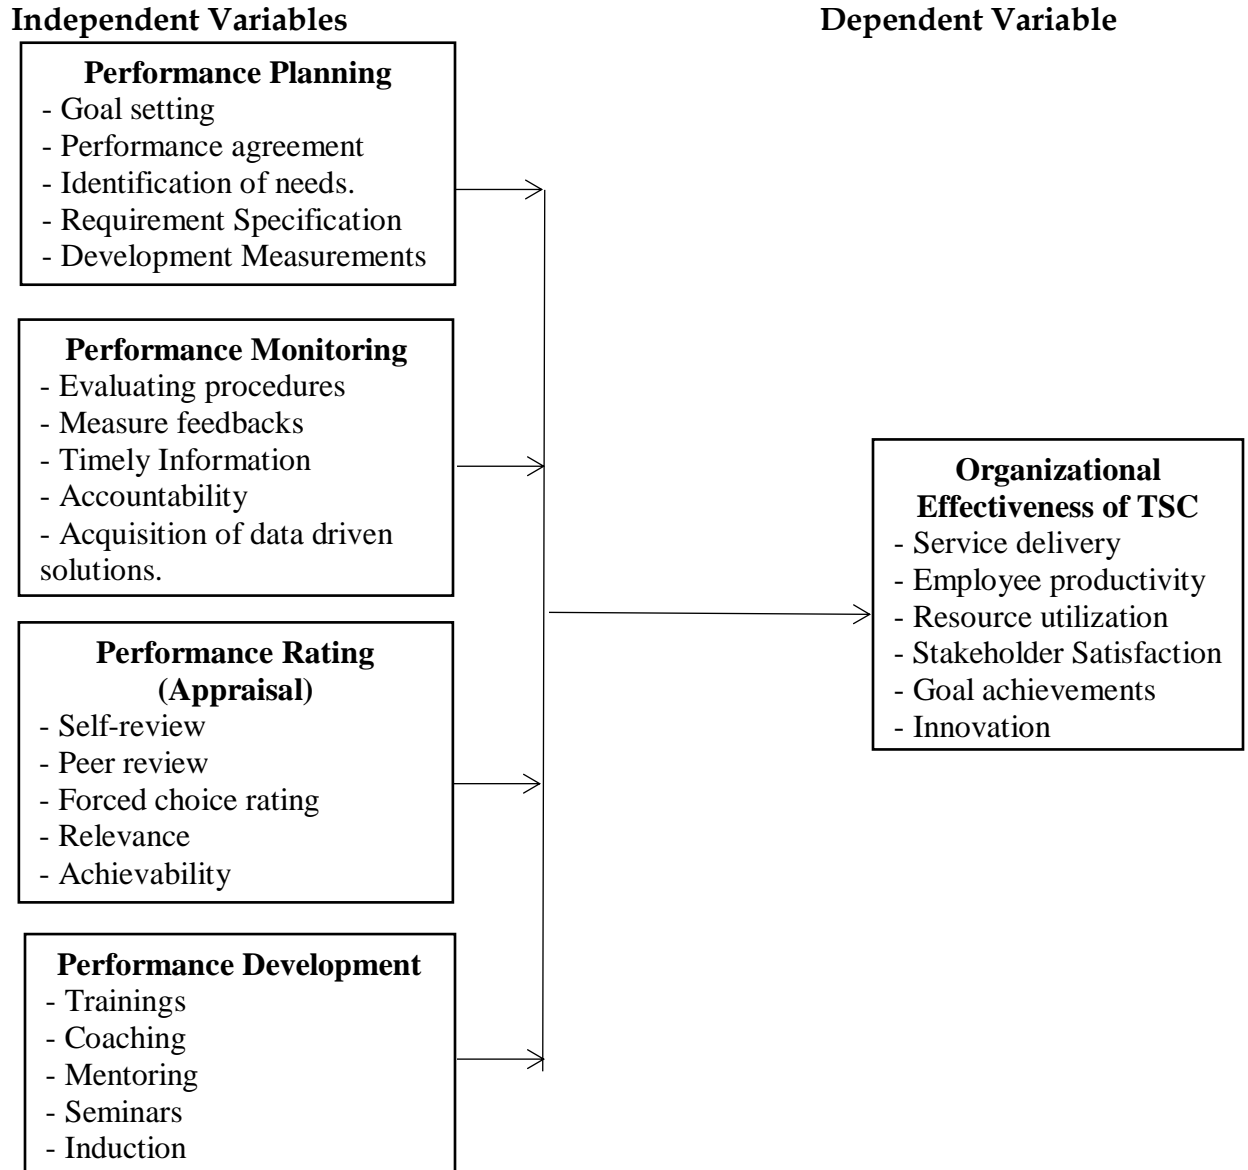 Independent Variables
Dependent Variable
Performance Planning
- Goal setting
- Performance agreement
- Identification of needs.
- Requirement Specification
- Development Measurements
Performance Monitoring
- Evaluating procedures
- Measure feedbacks
- Timely Information
- Accountability
- Acquisition of data driven
solutions.
Performance Rating
(Appraisal)
- Self-review
- Peer review
- Forced choice rating
- Relevance
- Achievability
Performance Development
- Trainings
- Coaching
- Mentoring
- Seminars
- Induction
Organizational
Effectiveness of TSC
- Service delivery
- Employee productivity
- Resource utilization
- Stakeholder Satisfaction
- Goal achievements
- Innovation